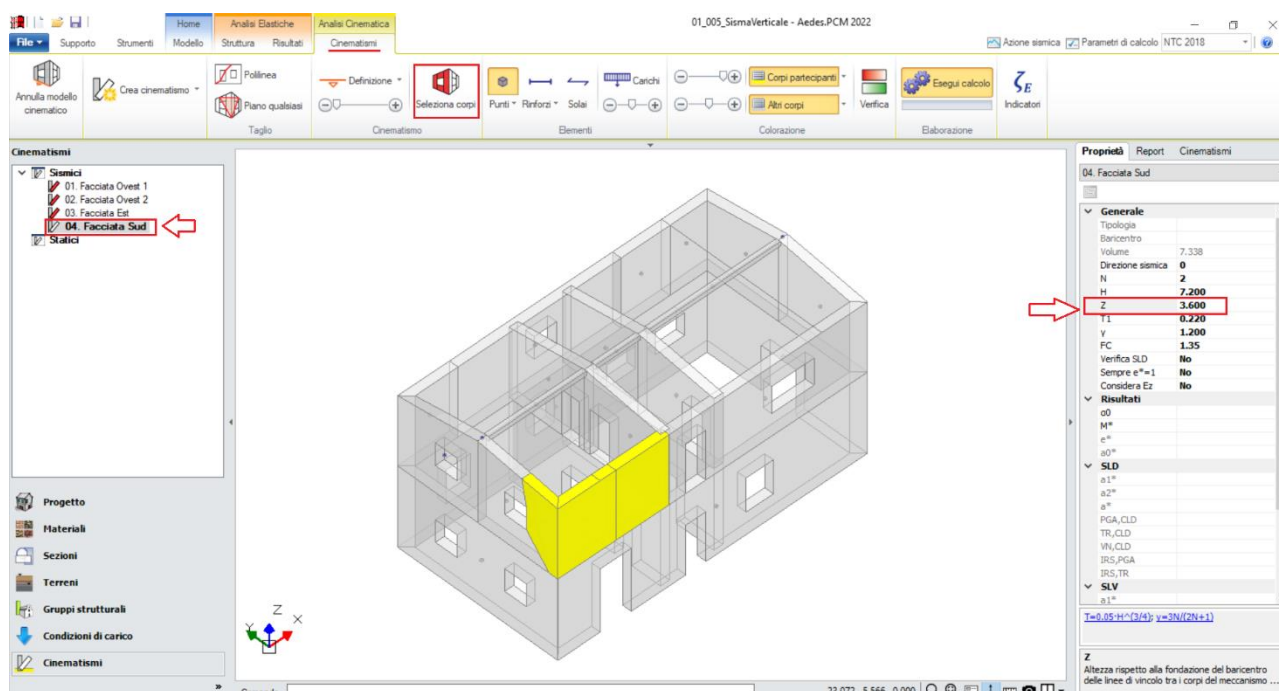 01_005_SismaVerticale - Aedes.PCM 2022
Home Analisi Elastiche Analisi Cinematica
File Supporto Strumenti Modello Struttura Risultati Cinematismi
Azione sismica Parametri di calcolo NTC 2018
Annulla modello cinematico
Crea cinematismo
Polilinea
Piano qualsiasi
Taglio
Definizione
Seleziona corpi
Cinematismo
Punti Rinforzi Solai
Carichi
Elementi
Corpi partecipanti
Altri corpi
Verifica
Colorazione
Esegui calcolo
Elaborazione
ζE
Indicatori
Cinematismi
Sismici
01. Facciata Ovest 1
02. Facciata Ovest 2
03. Facciata Est
04. Facciata Sud
Statici
Progetto
Materiali
Sezioni
Terreni
Gruppi strutturali
Condizioni di carico
Cinematismi
»
Z
Y X
Proprietà Report Cinematismi
04. Facciata Sud
Generale
Tipologia
Baricentro
Volume 7.338
Direzione sismica 0
N 2
H 7.200
Z 3.600
T1 0.220
γ 1.200
FC 1.35
Verifica SLD No
Sempre e*=1 No
Considera Ez No
Risultati
α0
M*
e*
a0*
SLD
a1*
a2*
a*
PGA,CLD
TR,CLD
VN,CLD
IRS,PGA
IRS,TR
SLV
a1*
T=0.05·H^(3/4); γ=3N/(2N+1)
Z
Altezza rispetto alla fondazione del baricentro
delle linee di vincolo tra i corpi del meccanismo ...